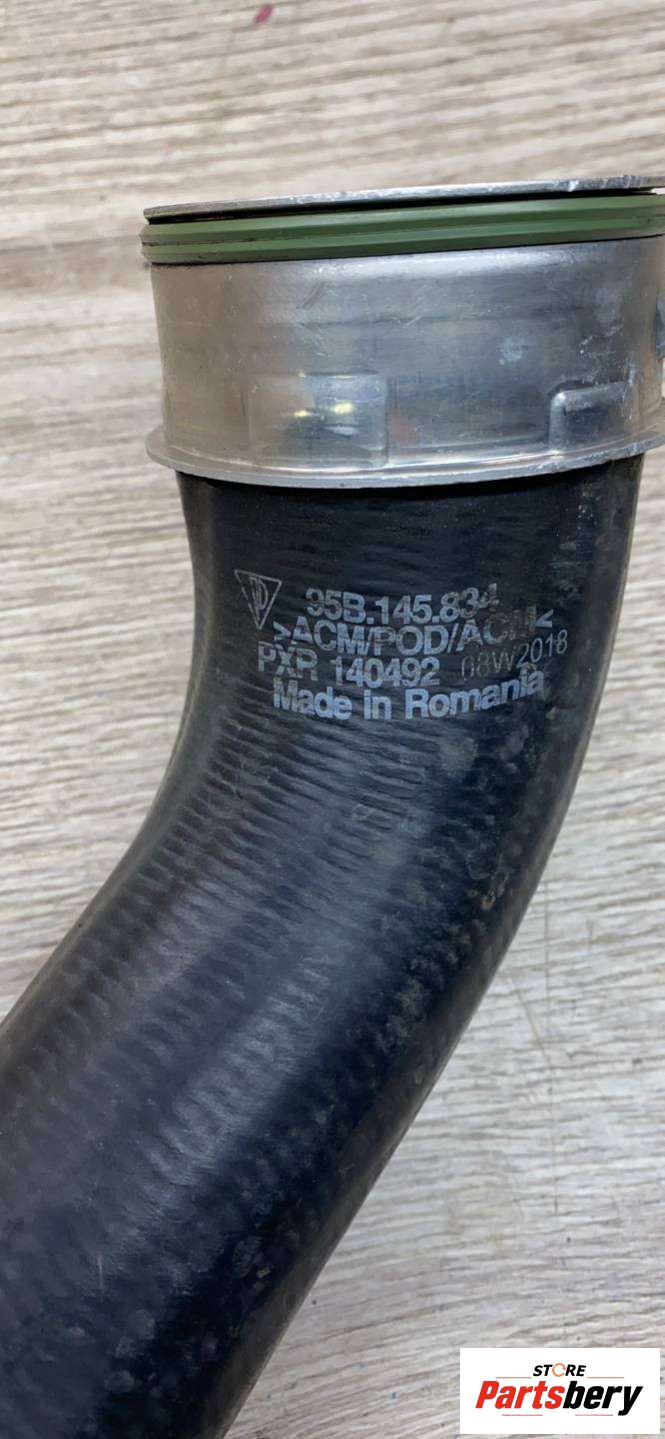 95B.145.834
>ACM/POD/ACM<
PXR 140492 08W2018
Made in Romania
STORE
Partsbery